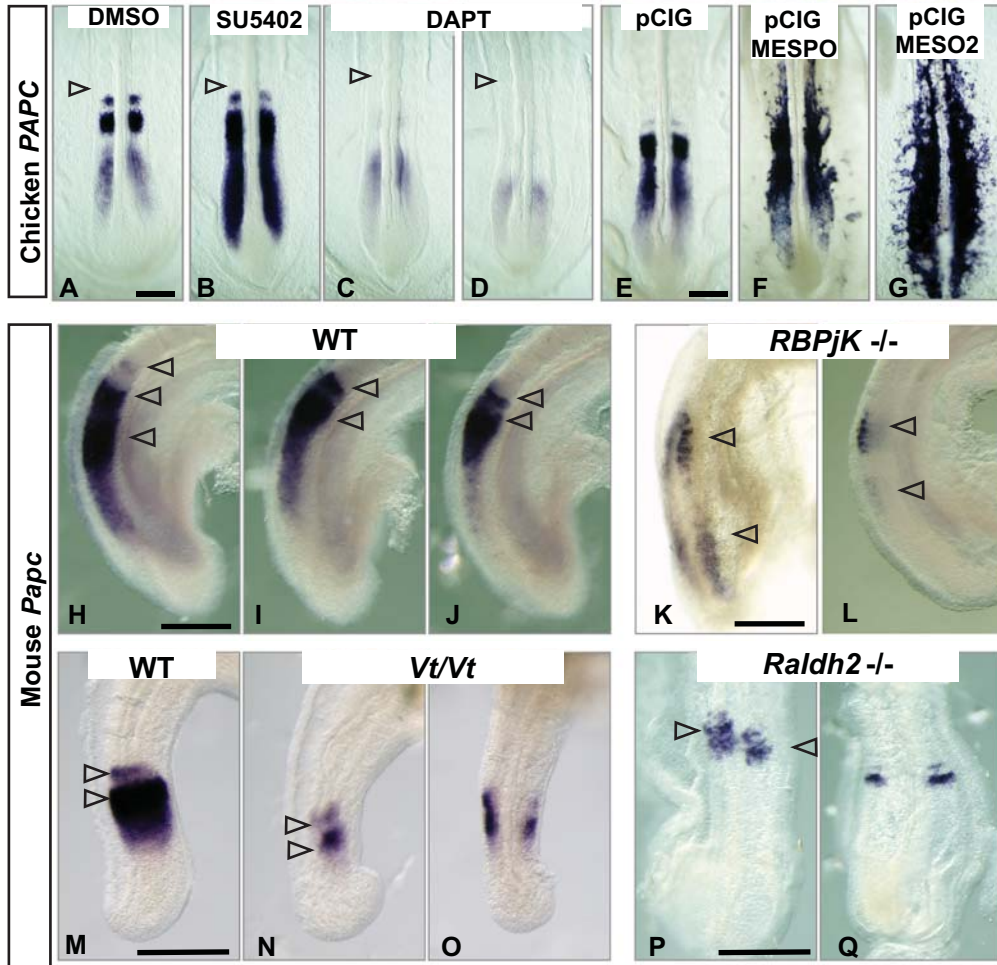 Chicken PAPC
DMSO
SU5402
DAPT
pCIG
pCIG
MESPO
pCIG
MESO2
A
B
C
D
E
F
G
Mouse Papc
WT
RBPjK -/-
H
I
J
K
L
WT
Vt/Vt
Raldh2 -/-
M
N
O
P
Q